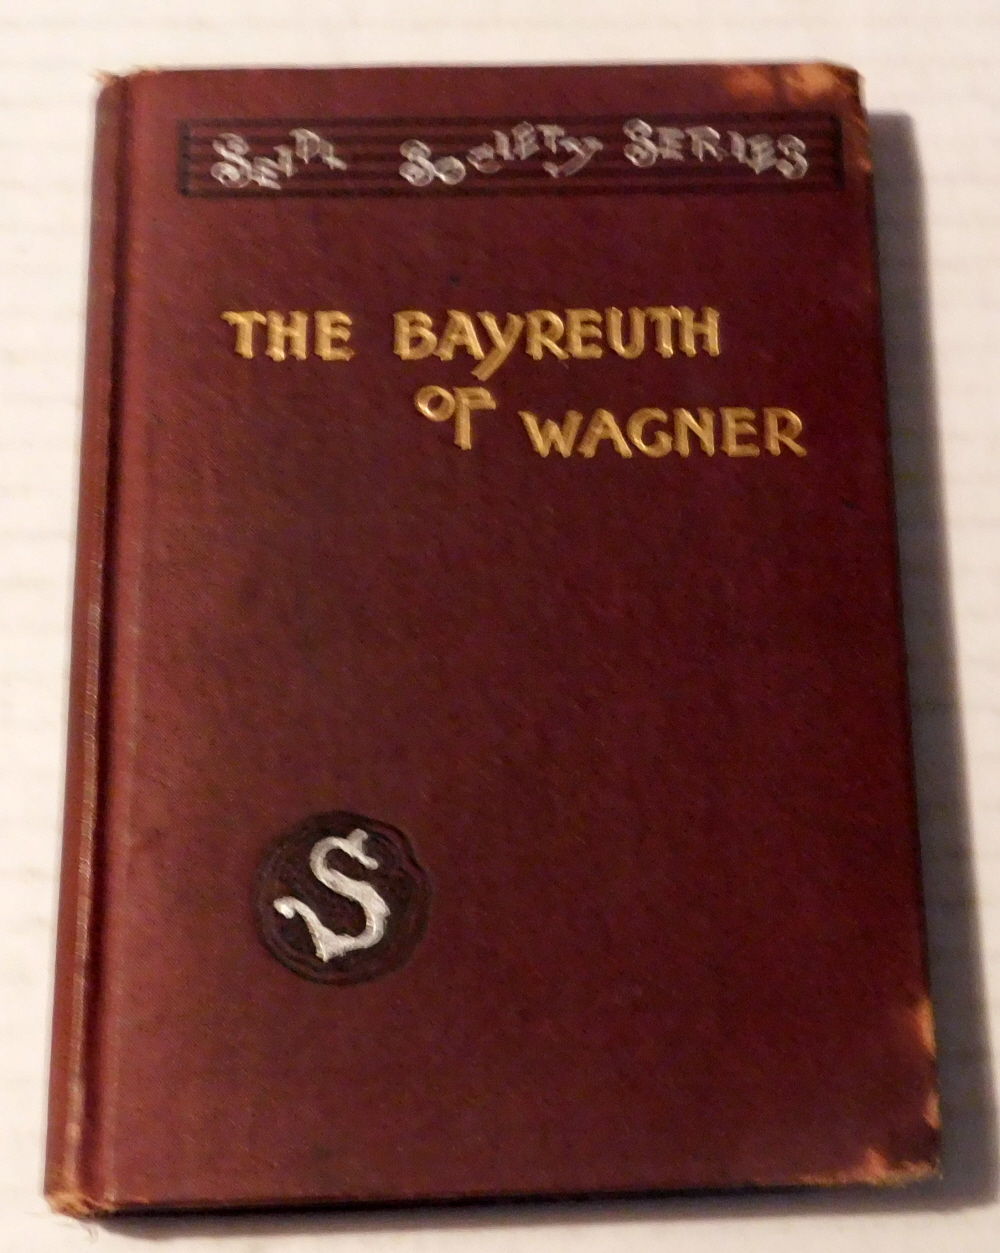 SEIDL SOCIETY SERIES
THE BAYREUTH
OF WAGNER
S